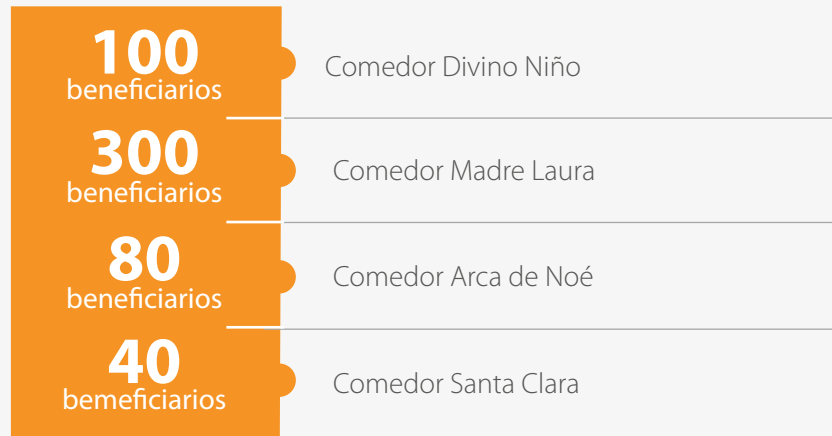 100
beneficiarios
Comedor Divino Niño
300
beneficiarios
Comedor Madre Laura
80
beneficiarios
Comedor Arca de Noé
40
bemeficiarios
Comedor Santa Clara